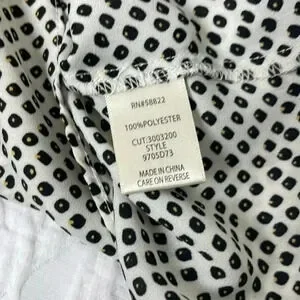 RN#58822
100%POLYESTER
CUT:3003200
STYLE
9705D73
MADE IN CHINA
CARE ON REVERSE